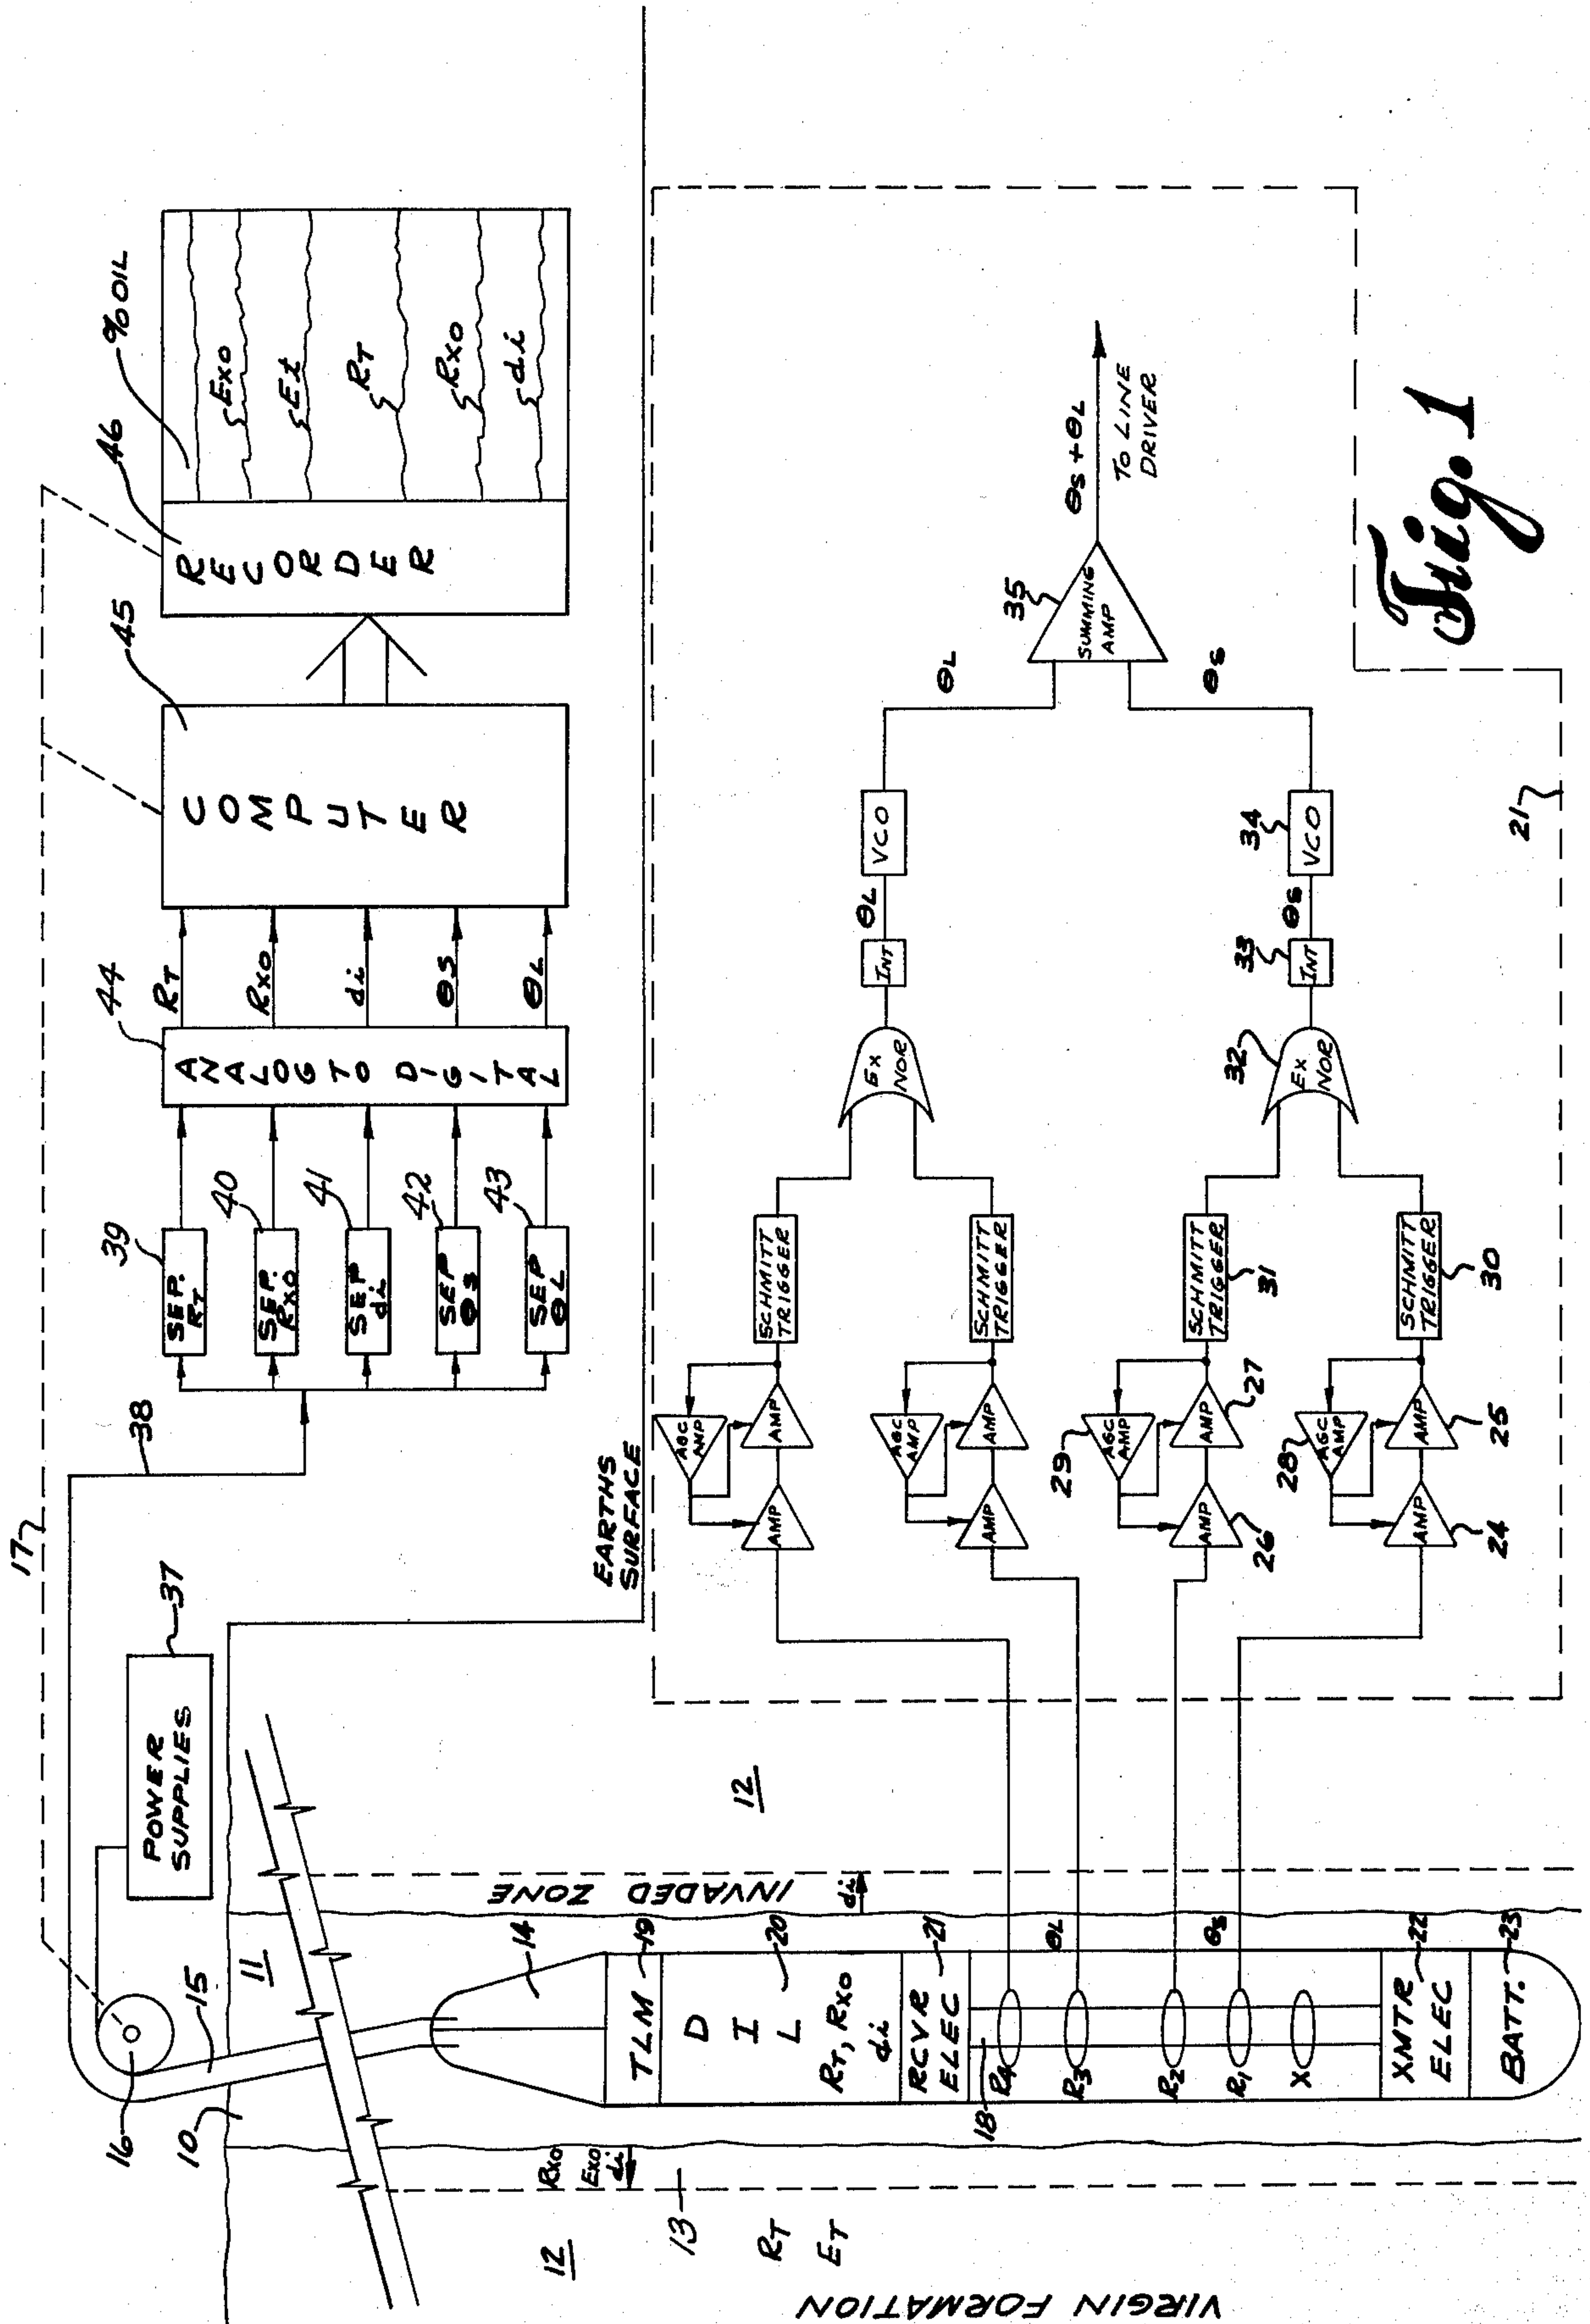 17
16
15
10
11
POWER SUPPLIES
37
38
39
SEP. RT
40
SEP. RXO
41
SEP di
42
SEP θS
43
SEP θL
44
ANALOG TO DIGITAL
RT
RXO
di
θS
θL
45
COMPUTER
46
RECORDER
% OIL
EXO
Et
RT
RXO
di
EARTHS SURFACE
12
RXO
EXO
di
13
RT
ET
VIRGIN FORMATION
INVADED ZONE
di
12
14
TLM
19
DIL
20
RT, RXO
di
RCVR ELEC
21
18
R4
R3
θL
R2
R1
θS
X
XMTR ELEC
22
BATT.
23
AGC AMP
AMP
AMP
SCHMITT TRIGGER
AGC AMP
AMP
AMP
SCHMITT TRIGGER
EX NOR
INT
θL
VCO
θL
29
AGC AMP
AMP
26
AMP
27
SCHMITT TRIGGER
31
28
AGC AMP
AMP
24
AMP
25
SCHMITT TRIGGER
30
32
EX NOR
33
INT
θS
34
VCO
θS
35
SUMMING AMP
θS + θL
TO LINE DRIVER
21
Fig. 1